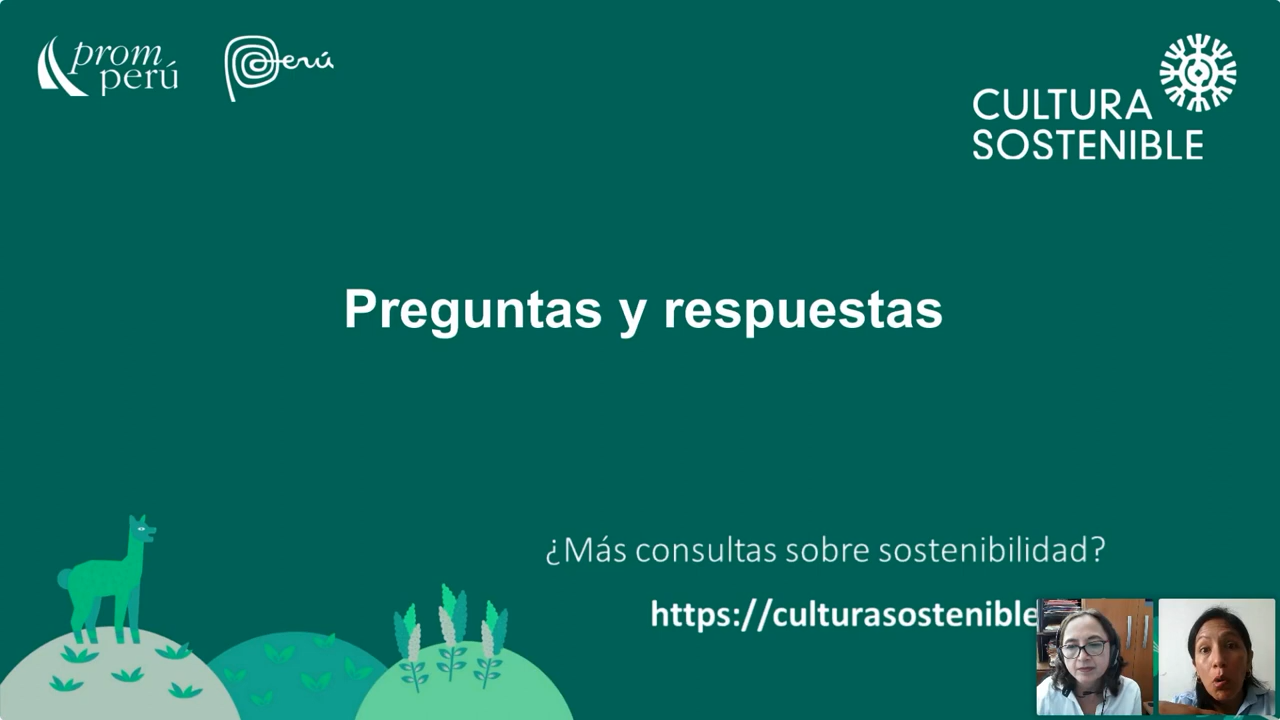 prom
perú
Perú
CULTURA
SOSTENIBLE
Preguntas y respuestas
¿Más consultas sobre sostenibilidad?
https://culturasostenible